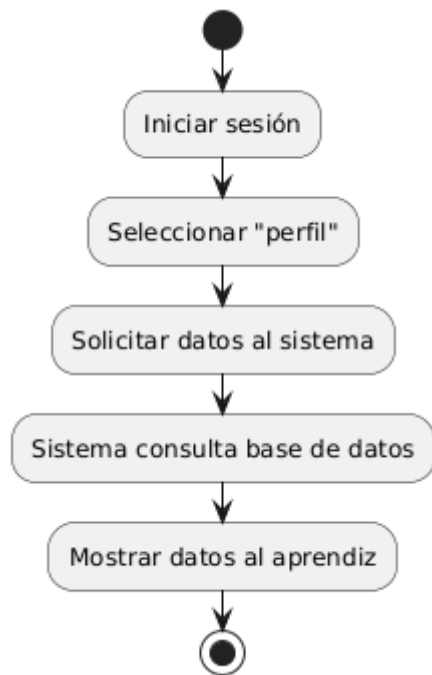 Iniciar sesión
Seleccionar "perfil"
Solicitar datos al sistema
Sistema consulta base de datos
Mostrar datos al aprendiz